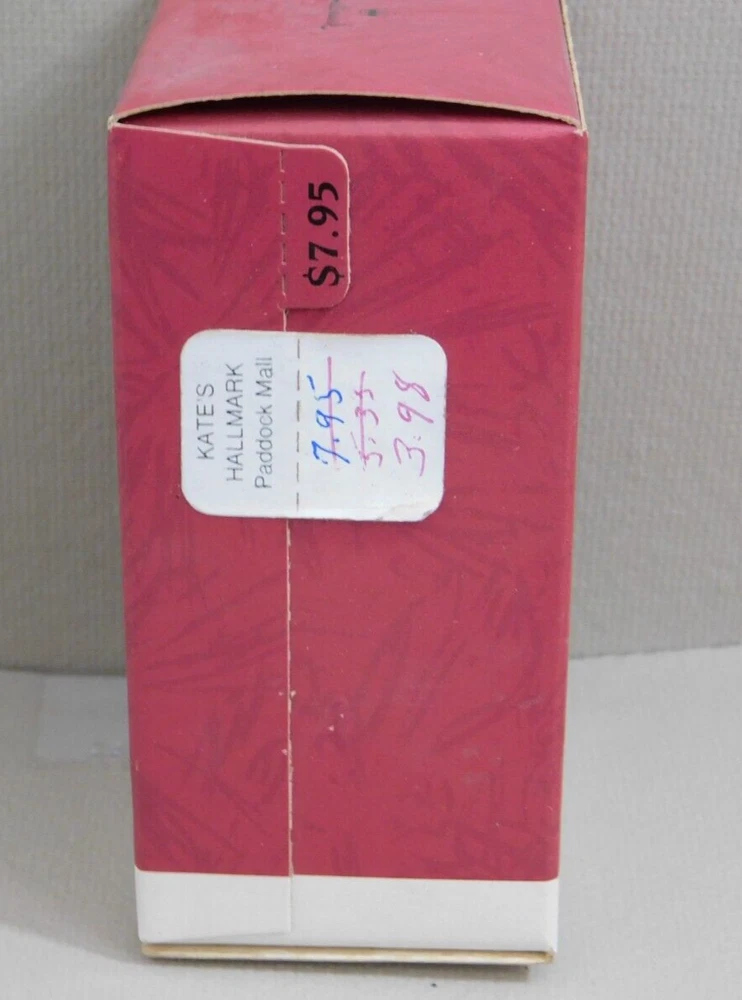 $7.95
KATE'S
HALLMARK
Paddock Mall
7.95
3.98